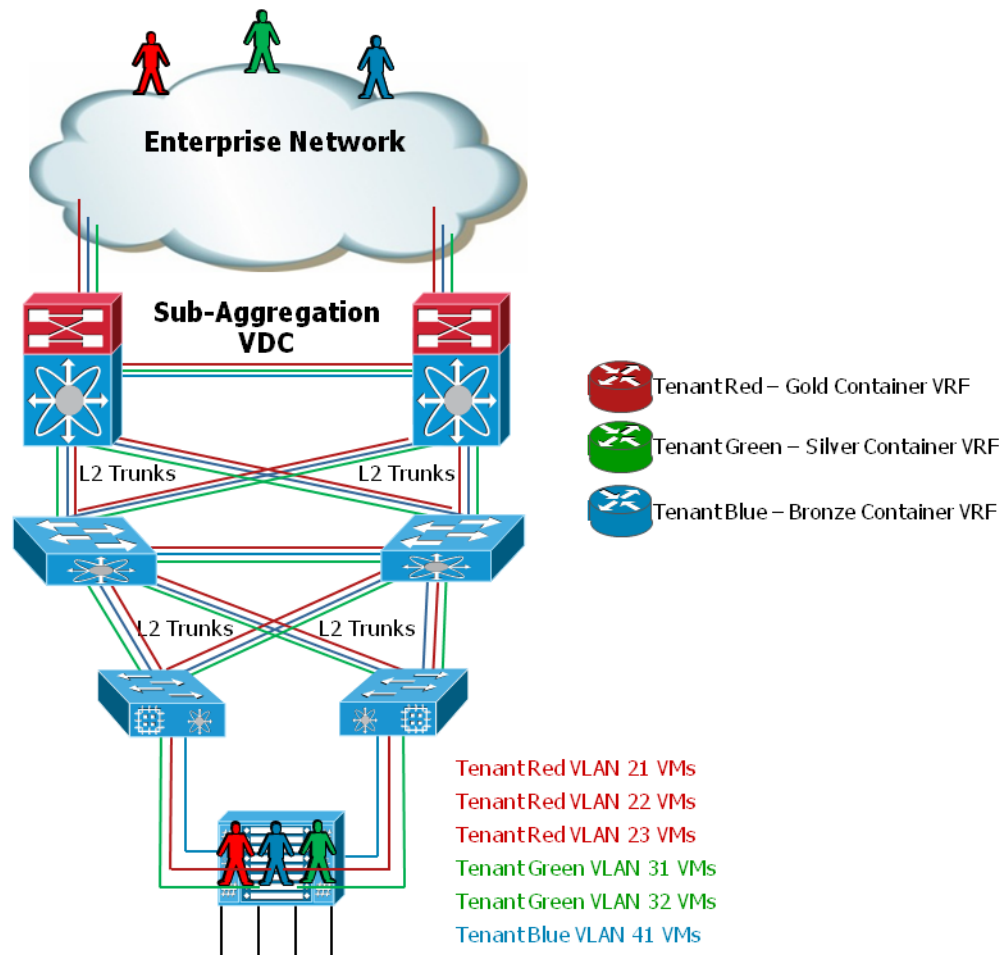 Enterprise Network
Sub-Aggregation
VDC
Tenant Red – Gold Container VRF
Tenant Green – Silver Container VRF
Tenant Blue – Bronze Container VRF
L2 Trunks
L2 Trunks
L2 Trunks
L2 Trunks
Tenant Red VLAN 21 VMs
Tenant Red VLAN 22 VMs
Tenant Red VLAN 23 VMs
Tenant Green VLAN 31 VMs
Tenant Green VLAN 32 VMs
Tenant Blue VLAN 41 VMs